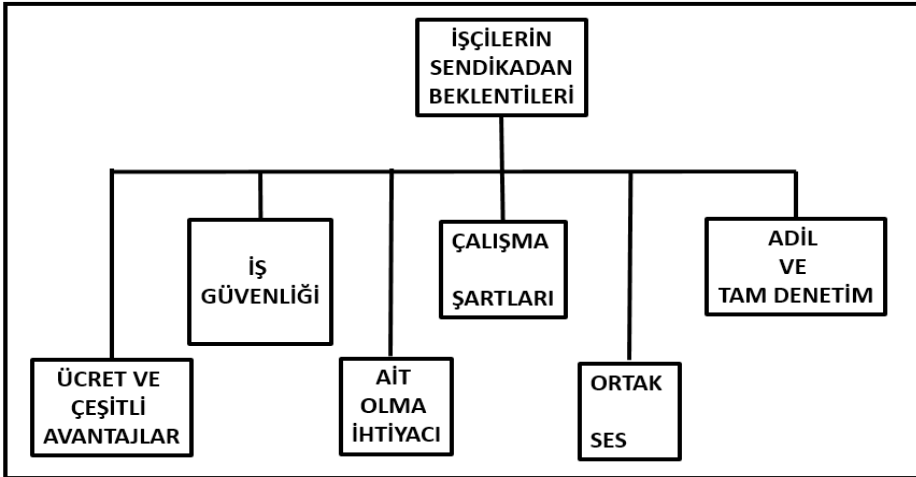 İŞÇİLERİN
SENDİKADAN
BEKLENTİLERİ
ÜCRET VE
ÇEŞİTLİ
AVANTAJLAR
İŞ
GÜVENLİĞİ
AİT
OLMA
İHTİYACI
ÇALIŞMA
ŞARTLARI
ORTAK
SES
ADİL
VE
TAM DENETİM